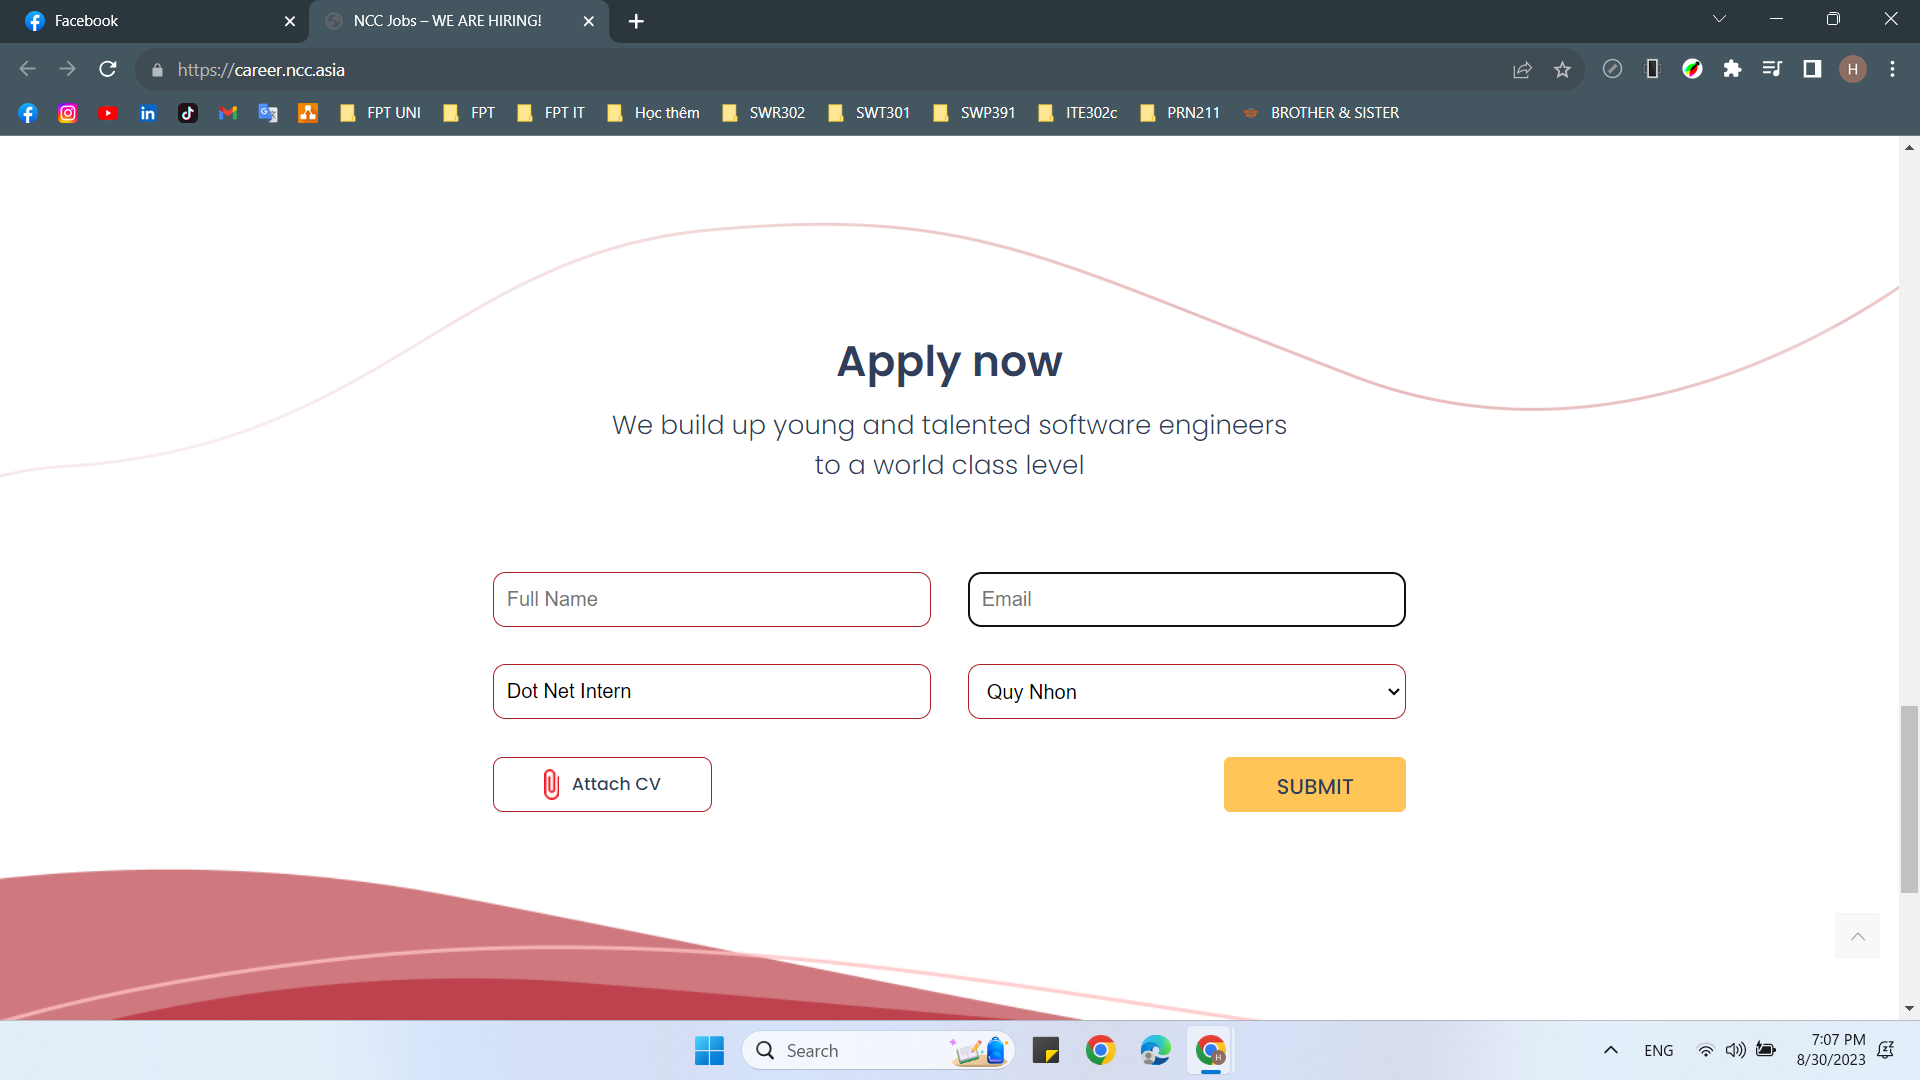 Facebook
NCC Jobs – WE ARE HIRING!
https://career.ncc.asia
H
FPT UNI
FPT
FPT IT
Học thêm
SWR302
SWT301
SWP391
ITE302c
PRN211
BROTHER & SISTER
Apply now
We build up young and talented software engineers
to a world class level
Full Name
Email
Dot Net Intern
Quy Nhon
Attach CV
SUBMIT
Search
H
ENG
7:07 PM
8/30/2023